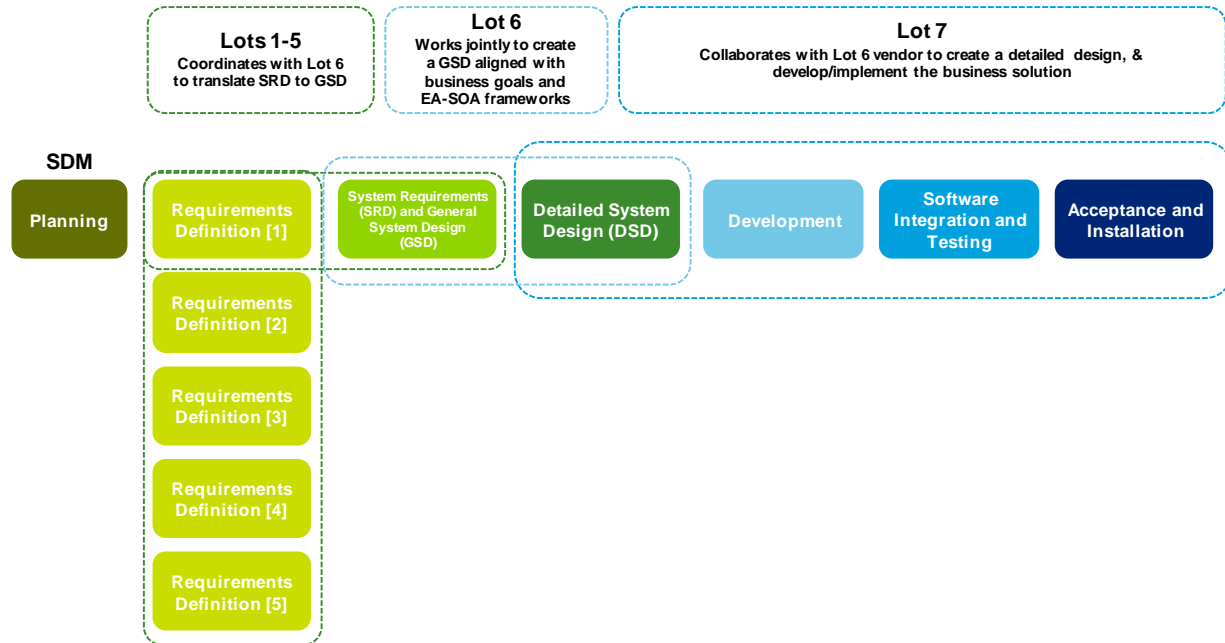 Lots 1-5
Coordinates with Lot 6
to translate SRD to GSD
Lot 6
Works jointly to create
a GSD aligned with
business goals and
EA-SOA frameworks
Lot 7
Collaborates with Lot 6 vendor to create a detailed design, &
develop/implement the business solution
SDM
Planning
Requirements
Definition [1]
System Requirements
(SRD) and General
System Design
(GSD)
Detailed System
Design (DSD)
Development
Software
Integration and
Testing
Acceptance and
Installation
Requirements
Definition [2]
Requirements
Definition [3]
Requirements
Definition [4]
Requirements
Definition [5]